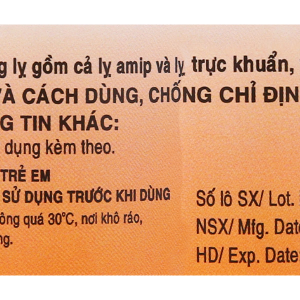 g lỵ gồm cả lỵ amip và lỵ trực khuẩn,
VÀ CÁCH DÙNG, CHỐNG CHỈ ĐỊN
G TIN KHÁC:
dụng kèm theo.
TRẺ EM
SỬ DỤNG TRƯỚC KHI DÙNG
ông quá 30°C, nơi khô ráo,
ng.
Số lô SX/ Lot.
NSX/ Mfg. Date
HD/ Exp. Date